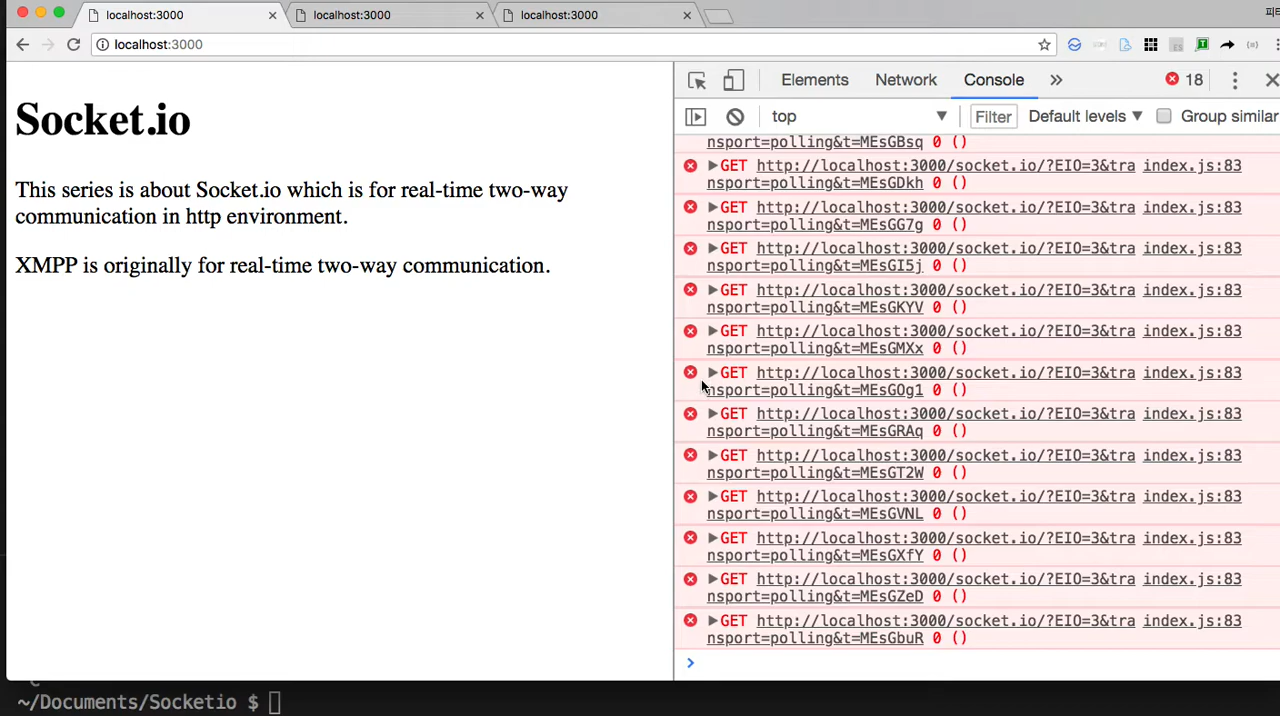 localhost:3000 localhost:3000 localhost:3000
localhost:3000
Socket.io
This series is about Socket.io which is for real-time two-way
communication in http environment.
XMPP is originally for real-time two-way communication.
Elements Network Console 18
top Filter Default levels Group similar
nsport=polling&t=MEsGBsq 0 ()
GET http://localhost:3000/socket.io/?EIO=3&tra index.js:83
nsport=polling&t=MEsGDkh 0 ()
GET http://localhost:3000/socket.io/?EIO=3&tra index.js:83
nsport=polling&t=MEsGG7g 0 ()
GET http://localhost:3000/socket.io/?EIO=3&tra index.js:83
nsport=polling&t=MEsGI5j 0 ()
GET http://localhost:3000/socket.io/?EIO=3&tra index.js:83
nsport=polling&t=MEsGKYV 0 ()
GET http://localhost:3000/socket.io/?EIO=3&tra index.js:83
nsport=polling&t=MEsGMXx 0 ()
GET http://localhost:3000/socket.io/?EIO=3&tra index.js:83
nsport=polling&t=MEsGOg1 0 ()
GET http://localhost:3000/socket.io/?EIO=3&tra index.js:83
nsport=polling&t=MEsGRAq 0 ()
GET http://localhost:3000/socket.io/?EIO=3&tra index.js:83
nsport=polling&t=MEsGT2W 0 ()
GET http://localhost:3000/socket.io/?EIO=3&tra index.js:83
nsport=polling&t=MEsGVNL 0 ()
GET http://localhost:3000/socket.io/?EIO=3&tra index.js:83
nsport=polling&t=MEsGXfY 0 ()
GET http://localhost:3000/socket.io/?EIO=3&tra index.js:83
nsport=polling&t=MEsGZeD 0 ()
GET http://localhost:3000/socket.io/?EIO=3&tra index.js:83
nsport=polling&t=MEsGbuR 0 ()
~/Documents/Socketio $